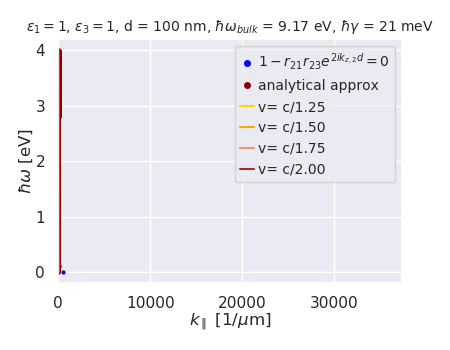 ε₁ = 1, ε₃ = 1, d = 100 nm, ℏω_bulk = 9.17 eV, ℏγ = 21 meV
4
3
2
1
0
ℏω [eV]
1 − r₂₁r₂₃e^{2ik_{z,2}d} = 0
analytical approx
v= c/1.25
v= c/1.50
v= c/1.75
v= c/2.00
0 10000 20000 30000
k_∥ [1/μm]